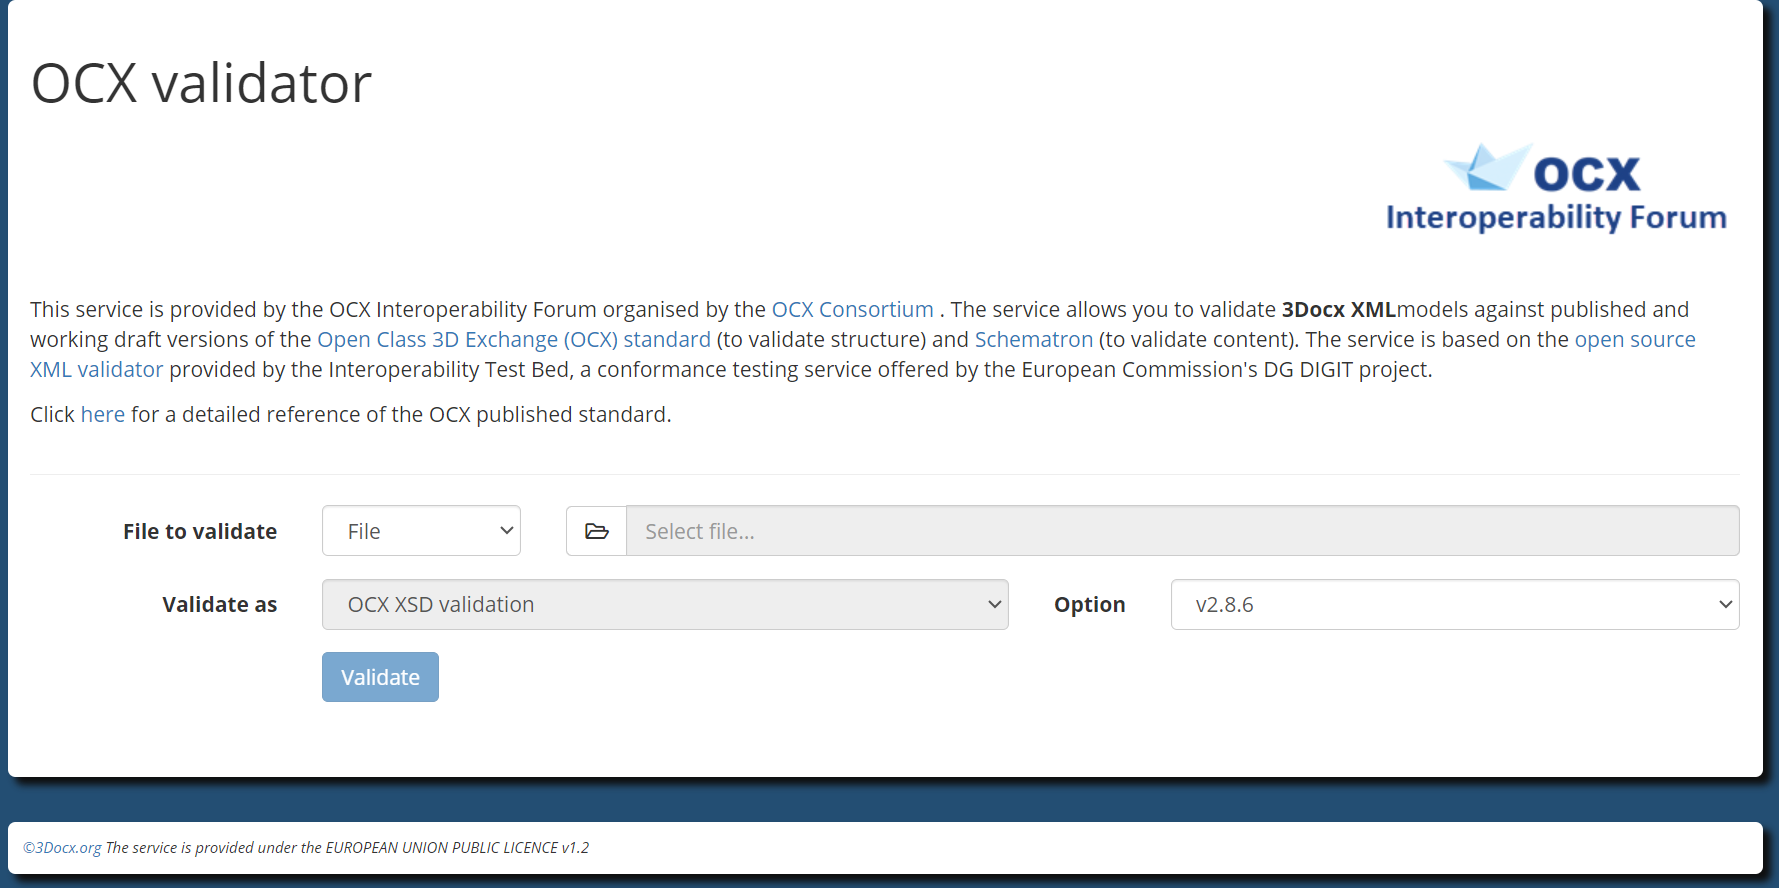 OCX validator
OCX
Interoperability Forum
This service is provided by the OCX Interoperability Forum organised by the OCX Consortium . The service allows you to validate 3Docx XMLmodels against published and
working draft versions of the Open Class 3D Exchange (OCX) standard (to validate structure) and Schematron (to validate content). The service is based on the open source
XML validator provided by the Interoperability Test Bed, a conformance testing service offered by the European Commission's DG DIGIT project.
Click here for a detailed reference of the OCX published standard.
File to validate File Select file...
Validate as OCX XSD validation Option v2.8.6
Validate
©3Docx.org The service is provided under the EUROPEAN UNION PUBLIC LICENCE v1.2